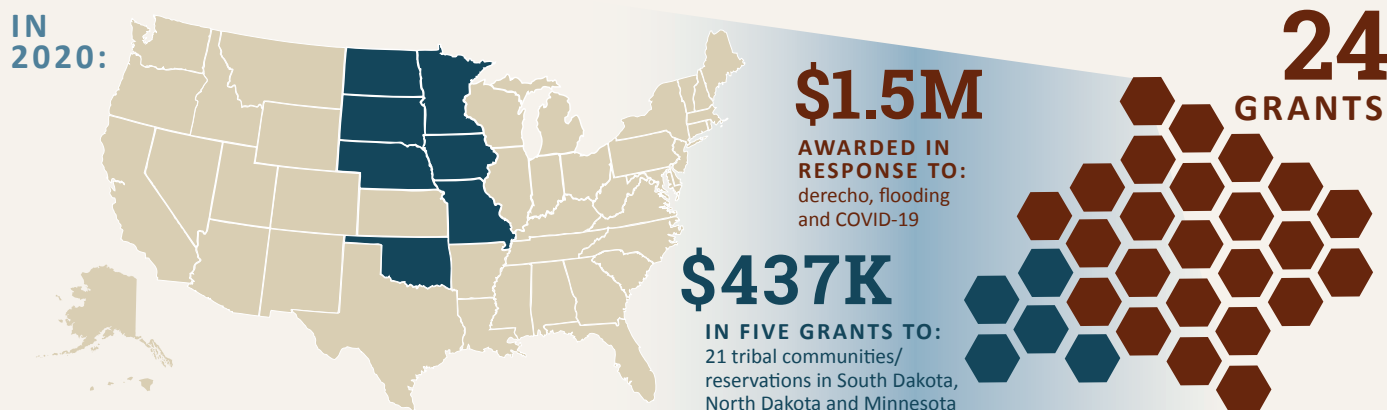 IN
2020:
$1.5M
AWARDED IN
RESPONSE TO:
derecho, flooding
and COVID-19
24
GRANTS
$437K
IN FIVE GRANTS TO:
21 tribal communities/
reservations in South Dakota,
North Dakota and Minnesota